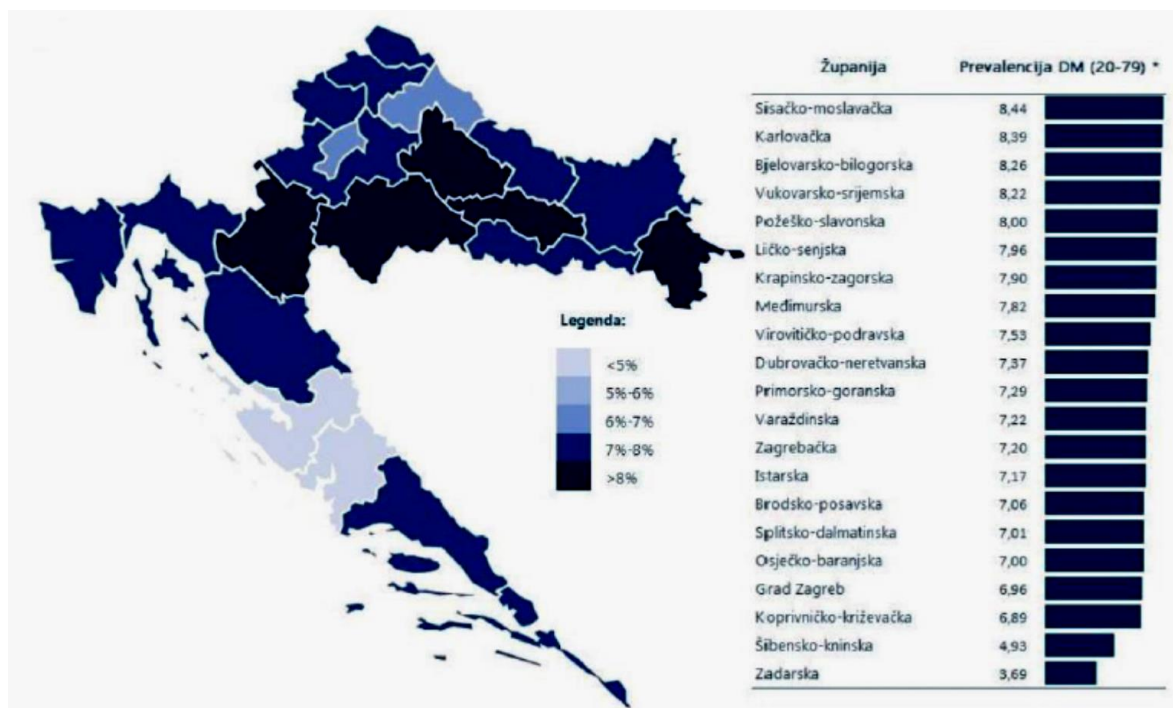 Županija Prevalencija DM (20-79) *
Sisačko-moslavačka 8,44
Karlovačka 8,39
Bjelovarsko-bilogorska 8,26
Vukovarsko-srijemska 8,22
Požeško-slavonska 8,00
Ličko-senjska 7,96
Krapinsko-zagorska 7,90
Međimurska 7,82
Virovitičko-podravska 7,53
Dubrovačko-neretvanska 7,37
Primorsko-goranska 7,29
Varaždinska 7,22
Zagrebačka 7,20
Istarska 7,17
Brodsko-posavska 7,06
Splitsko-dalmatinska 7,01
Osječko-baranjska 7,00
Grad Zagreb 6,96
Koprivničko-križevačka 6,89
Šibensko-kninska 4,93
Zadarska 3,69
Legenda:
<5%
5%-6%
6%-7%
7%-8%
>8%